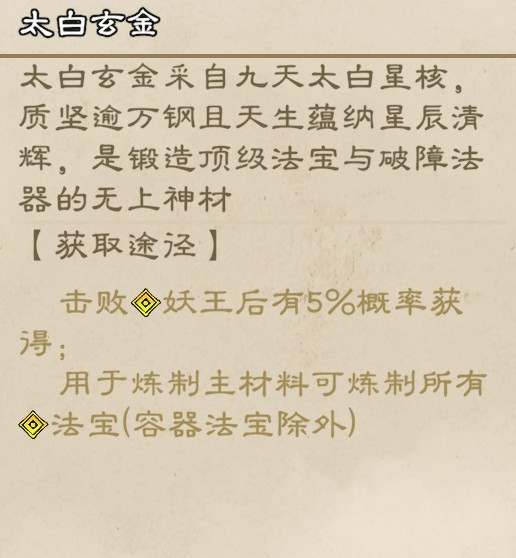 太白玄金
太白玄金采自九天太白星核，
质坚逾万钢且天生蕴纳星辰清
辉，是锻造顶级法宝与破障法
器的无上神材
【获取途径】
击败妖王后有5%概率获
得；
用于炼制主材料可炼制所有
法宝(容器法宝除外)